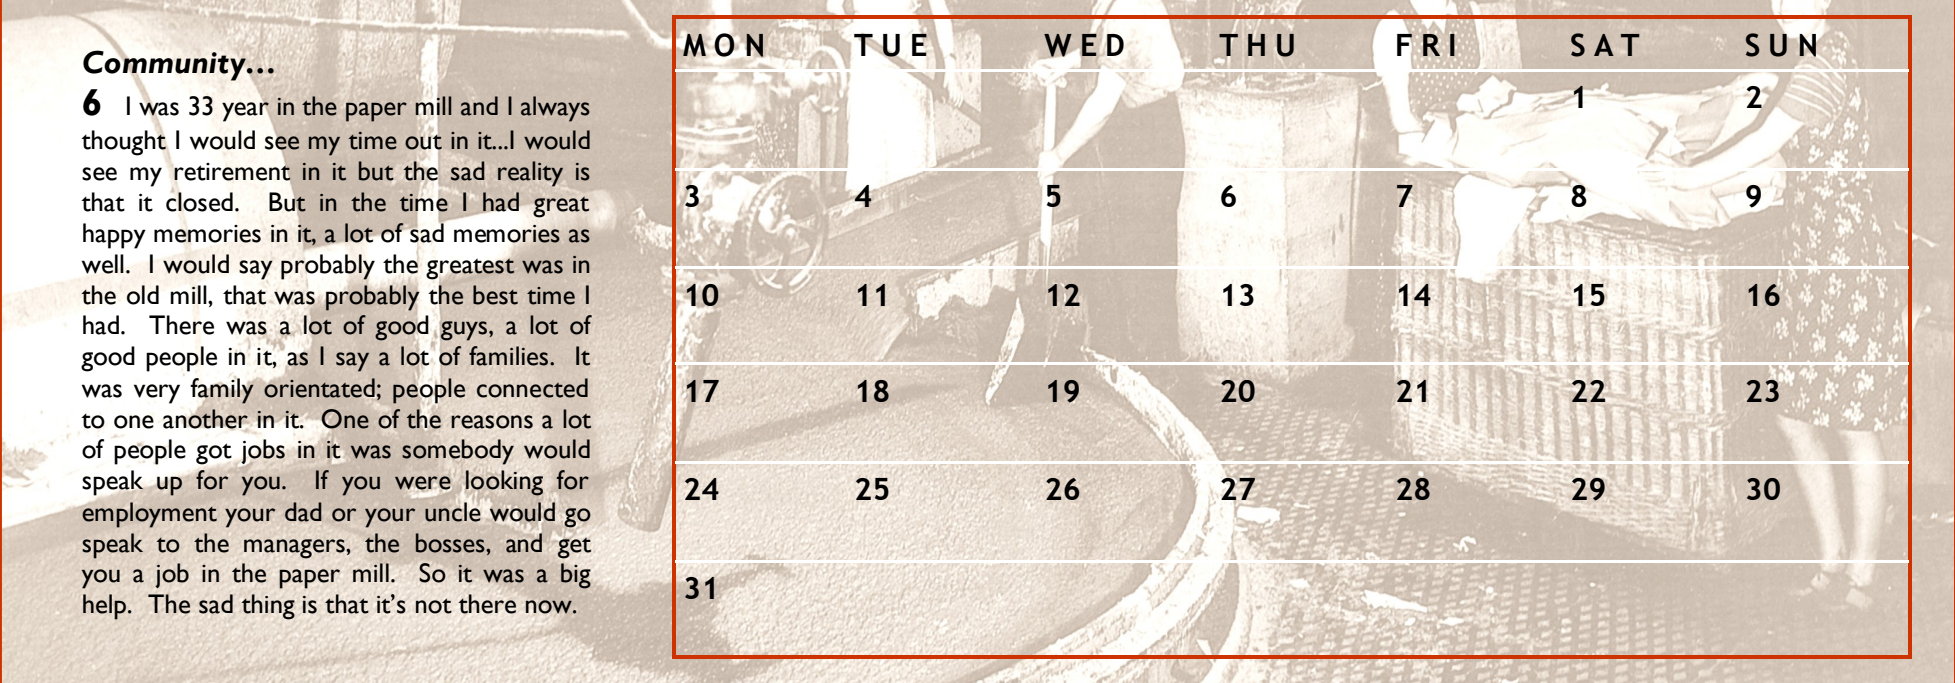 Community...
6 I was 33 year in the paper mill and I always
thought I would see my time out in it...I would
see my retirement in it but the sad reality is
that it closed. But in the time I had great
happy memories in it, a lot of sad memories as
well. I would say probably the greatest was in
the old mill, that was probably the best time I
had. There was a lot of good guys, a lot of
good people in it, as I say a lot of families. It
was very family orientated; people connected
to one another in it. One of the reasons a lot
of people got jobs in it was somebody would
speak up for you. If you were looking for
employment your dad or your uncle would go
speak to the managers, the bosses, and get
you a job in the paper mill. So it was a big
help. The sad thing is that it's not there now.
MON TUE WED THU FRI SAT SUN
1 2
3 4 5 6 7 8 9
10 11 12 13 14 15 16
17 18 19 20 21 22 23
24 25 26 27 28 29 30
31